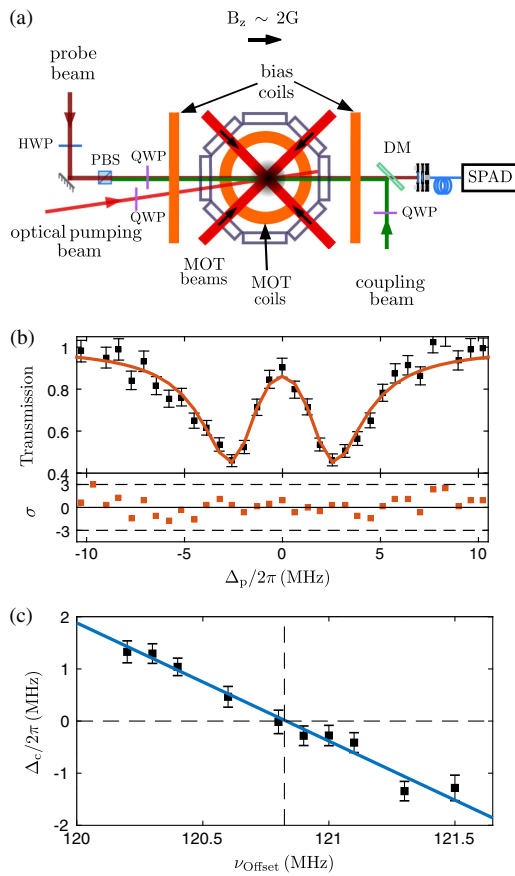 (a)
B_z ∼ 2G
probe
beam
bias
coils
HWP
PBS
QWP
DM
SPAD
QWP
QWP
optical pumping
beam
MOT
beams
MOT
coils
coupling
beam
(b)
1
0.8
0.6
0.4
Transmission
3
0
-3
σ
-10 -5 0 5 10
Δ_p/2π (MHz)
(c)
2
1
0
-1
-2
Δ_c/2π (MHz)
120 120.5 121 121.5
ν_Offset (MHz)